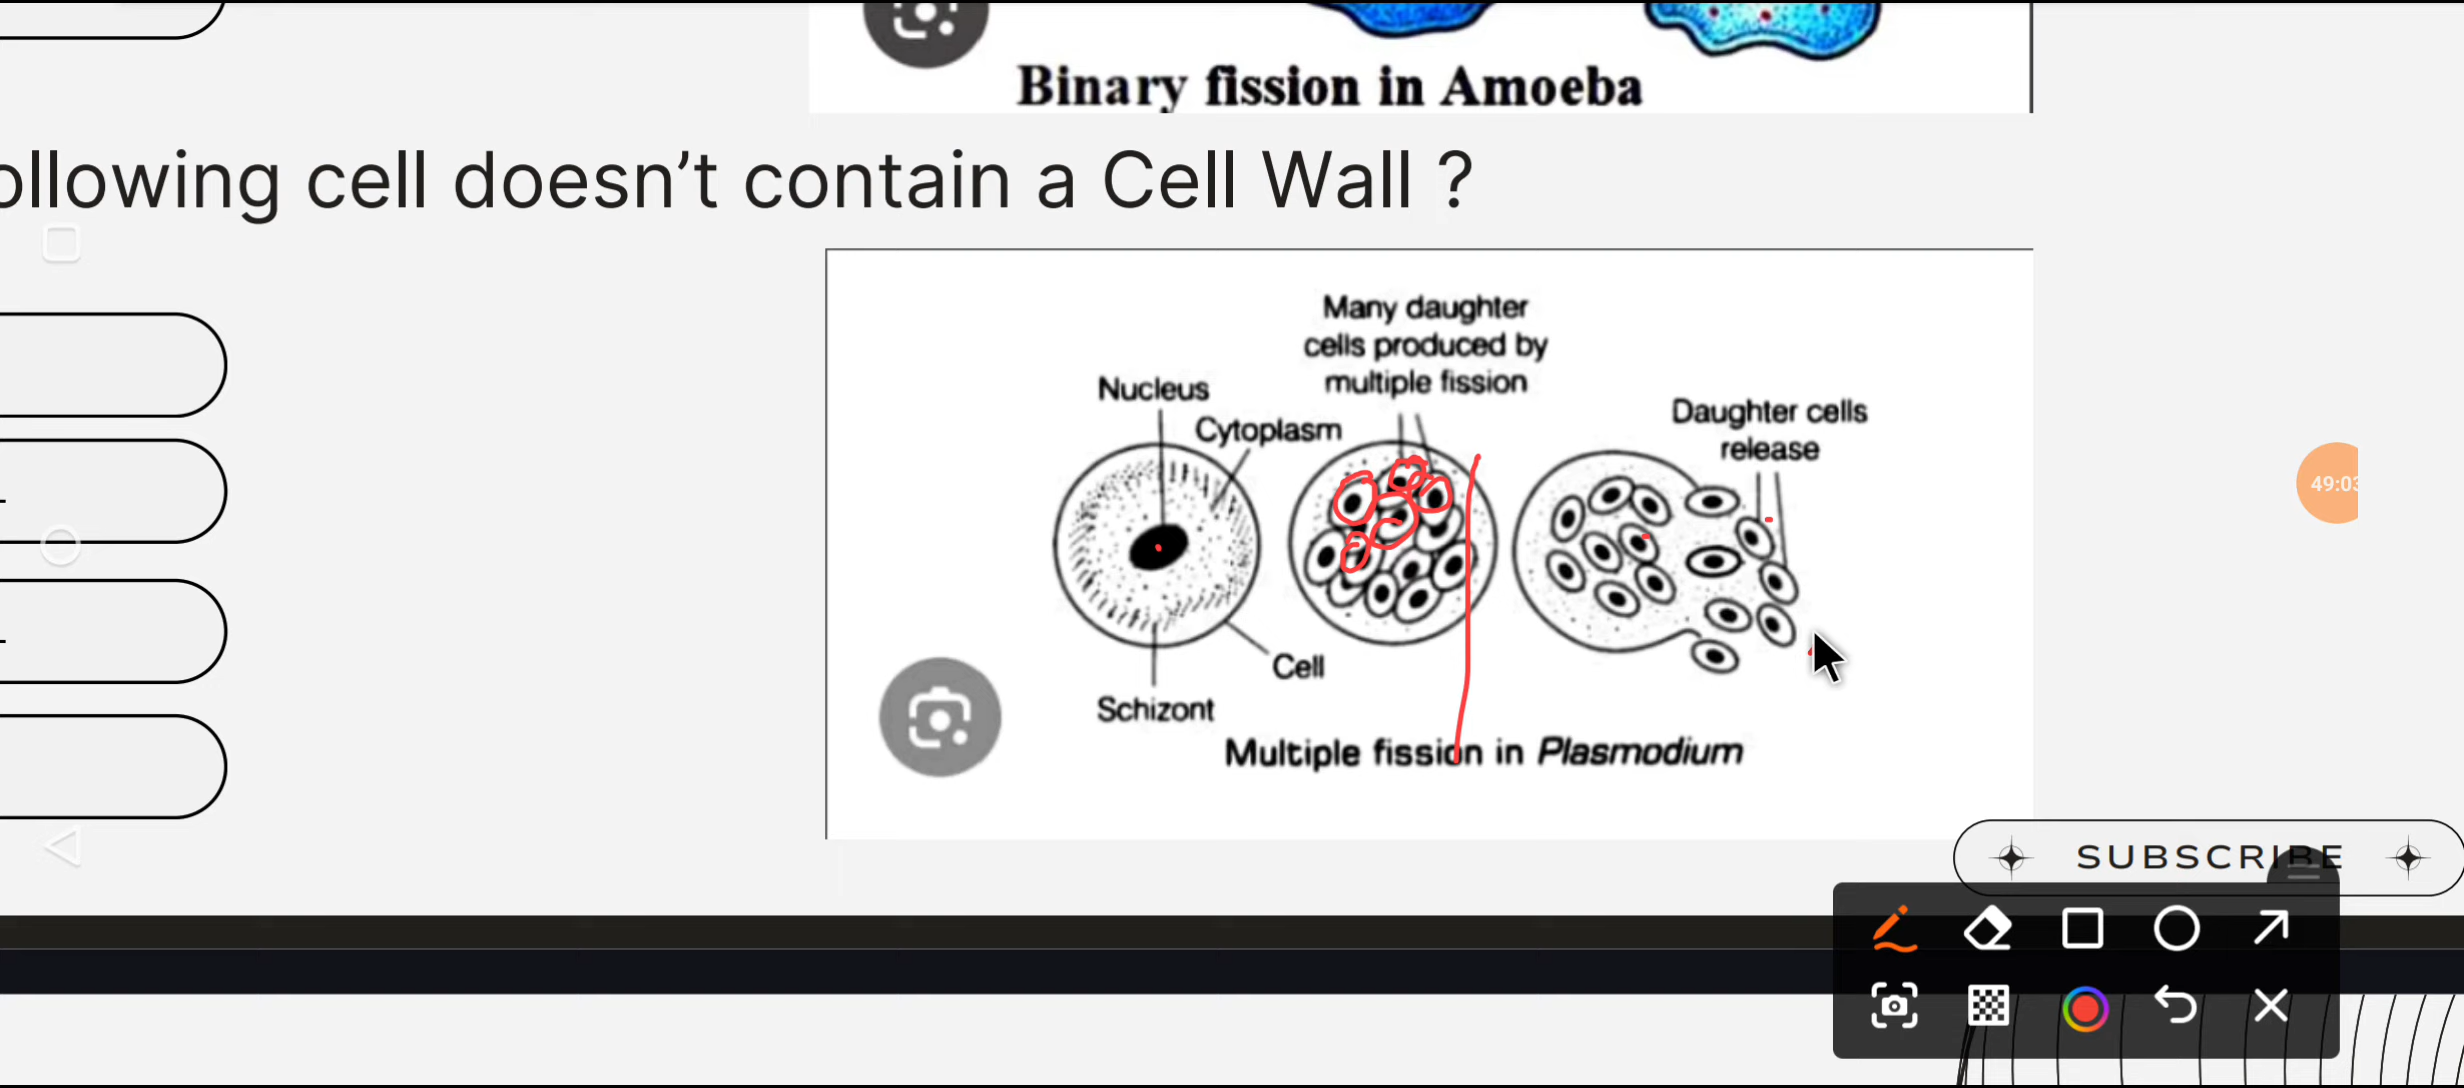 Binary fission in Amoeba
ollowing cell doesn’t contain a Cell Wall ?
Many daughter
cells produced by
multiple fission
Nucleus
Cytoplasm
Daughter cells
release
Cell
Schizont
Multiple fission in Plasmodium
49:03
SUBSCRIBE